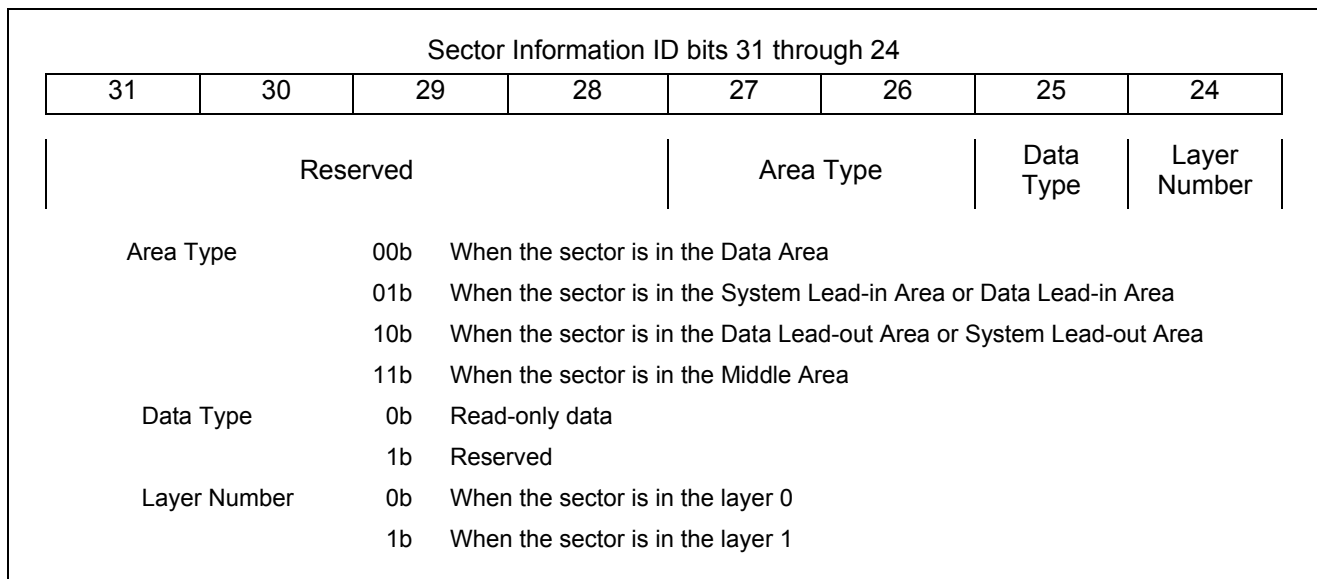 Sector Information ID bits 31 through 24
31 30 29 28 27 26 25 24
Reserved Area Type Data Type Layer Number
Area Type 00b When the sector is in the Data Area
01b When the sector is in the System Lead-in Area or Data Lead-in Area
10b When the sector is in the Data Lead-out Area or System Lead-out Area
11b When the sector is in the Middle Area
Data Type 0b Read-only data
1b Reserved
Layer Number 0b When the sector is in the layer 0
1b When the sector is in the layer 1